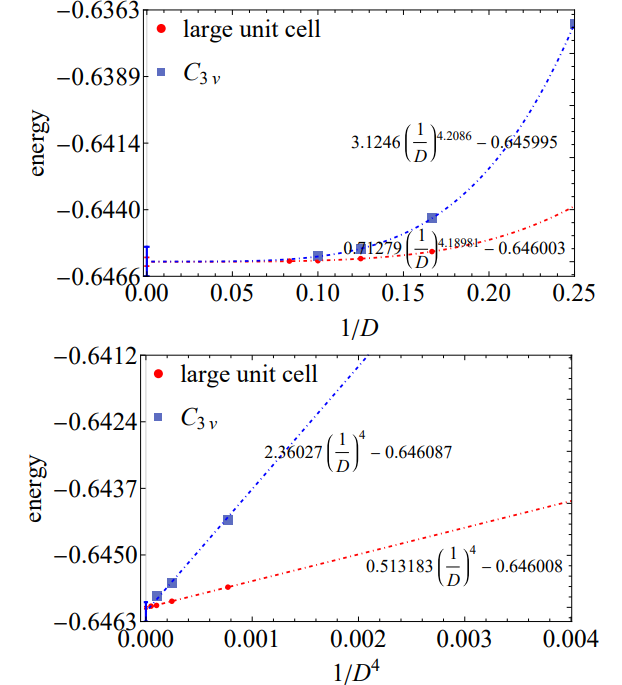 −0.6363
large unit cell
C3 v
−0.6389
−0.6414
3.1246 (1/D)^4.2086 − 0.645995
−0.6440
0.71279 (1/D)^4.18981 − 0.646003
−0.6466
energy
0.00 0.05 0.10 0.15 0.20 0.25
1/D
−0.6412
large unit cell
C3 v
−0.6424
2.36027 (1/D)^4 − 0.646087
−0.6437
−0.6450
0.513183 (1/D)^4 − 0.646008
−0.6463
energy
0.000 0.001 0.002 0.003 0.004
1/D^4